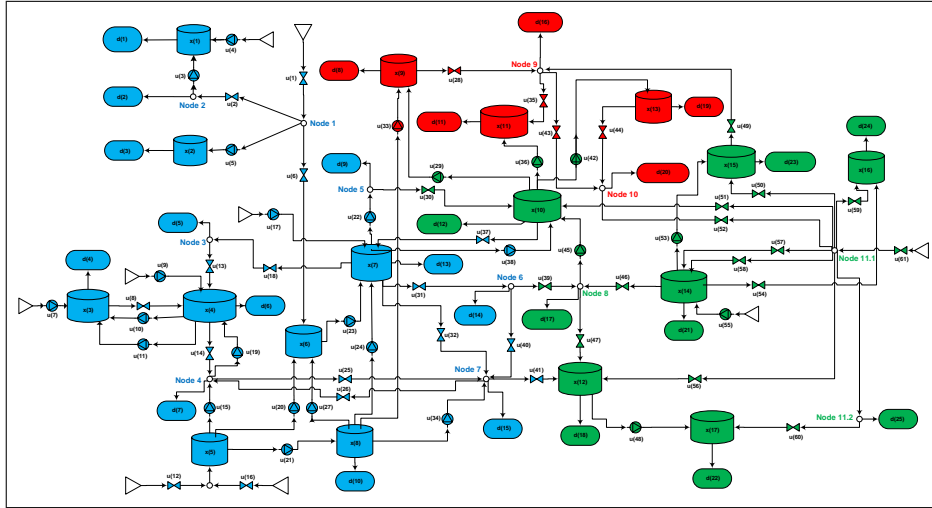 d(16)
d(1)
x(1)
u(4)
u(3)
u(1)
d(2)
Node 2
u(2)
Node 1
d(3)
x(2)
u(5)
u(6)
Node 9
x(9)
u(28)
u(35)
u(33)
d(11)
x(11)
u(43)
u(44)
u(36)
u(42)
u(49)
d(24)
x(15)
d(23)
x(16)
u(29)
d(9)
Node 5
u(30)
Node 10
u(50)
u(51)
u(52)
u(59)
x(10)
d(12)
u(17)
u(22)
u(37)
u(38)
u(45)
u(53)
u(57)
u(58)
Node 11.1
u(61)
d(5)
Node 3
u(13)
u(18)
x(7)
d(13)
d(4)
u(9)
u(31)
Node 6
u(39)
Node 8
u(46)
x(14)
u(54)
u(7)
x(3)
u(8)
u(10)
u(11)
x(4)
d(6)
d(14)
d(17)
d(21)
u(55)
u(14)
u(19)
x(6)
u(23)
u(24)
u(32)
u(40)
u(47)
Node 4
u(25)
u(26)
Node 7
u(41)
x(12)
u(56)
d(7)
u(15)
u(20)
u(27)
u(34)
d(15)
x(5)
u(21)
x(8)
d(18)
u(48)
x(17)
u(60)
Node 11.2
d(25)
u(12)
u(16)
d(10)
d(22)